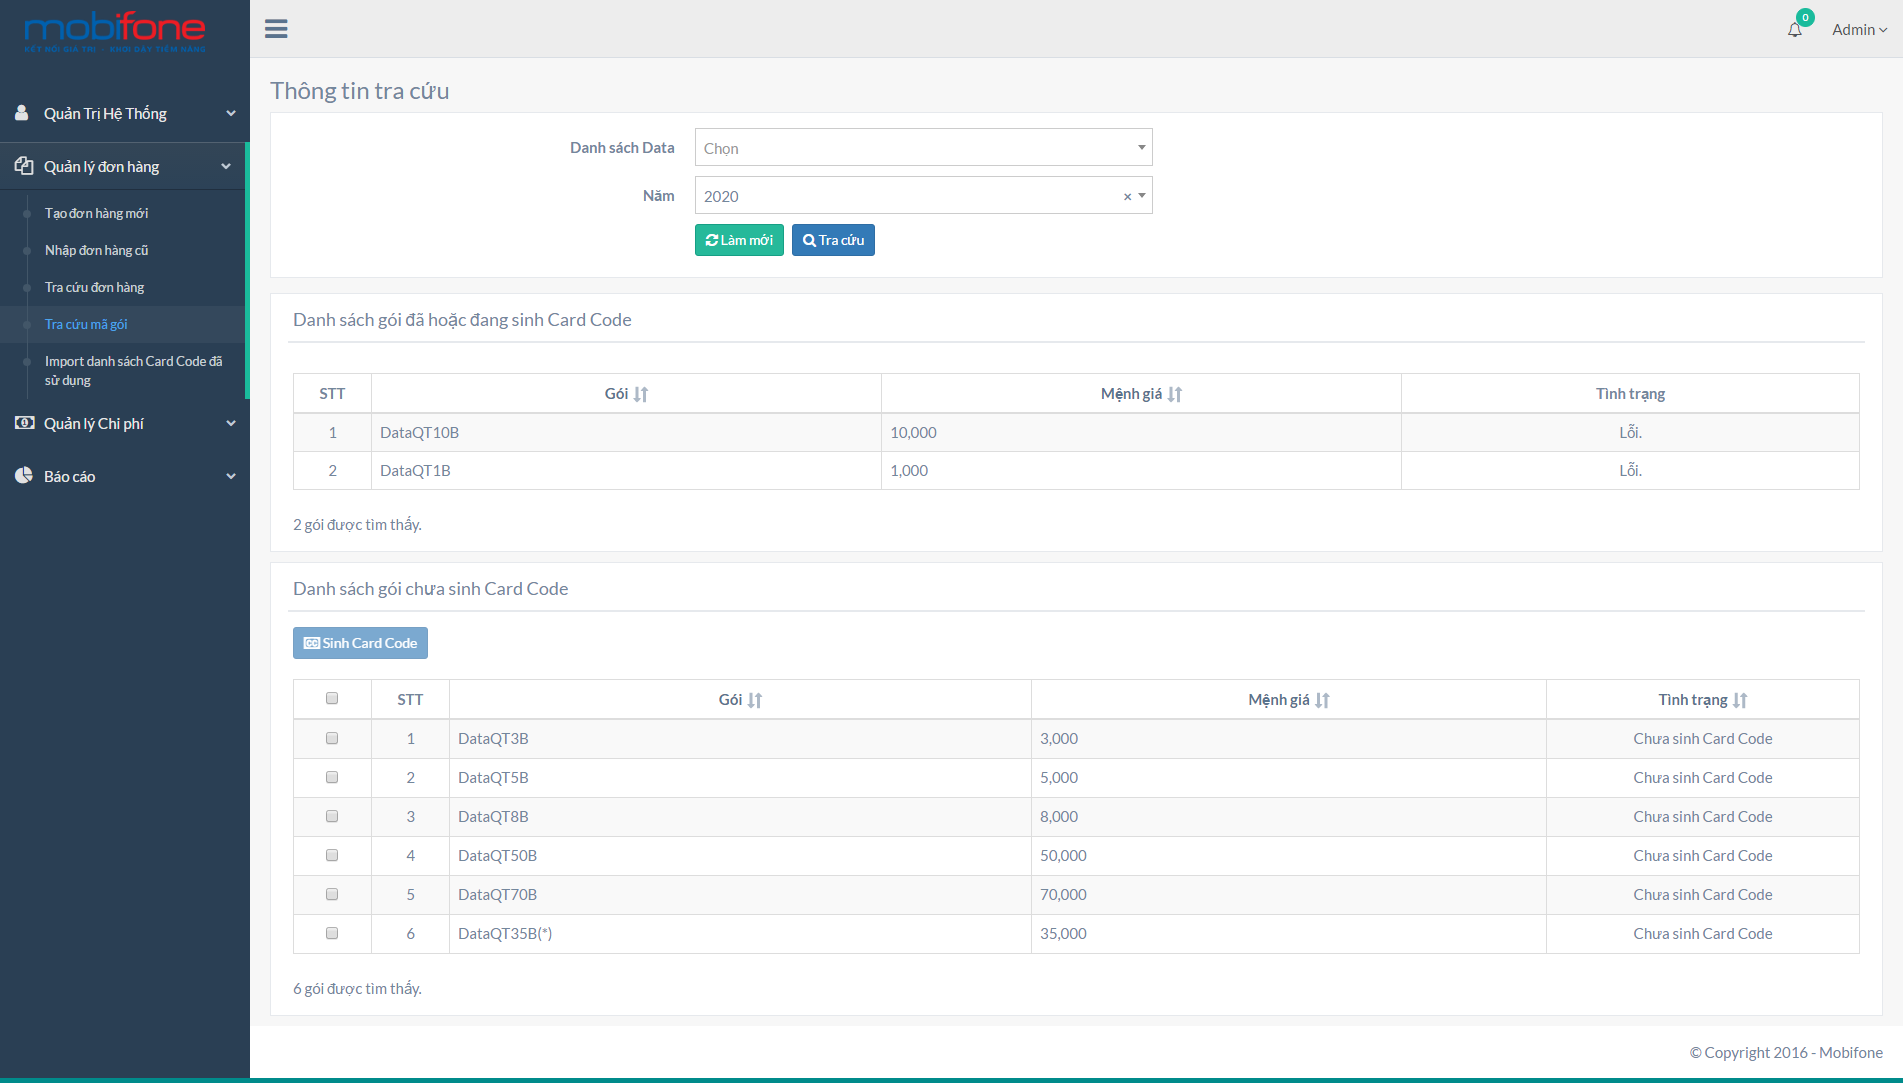 mobifone
KẾT NỐI GIÁ TRỊ - KHƠI DẬY TIỀM NĂNG
0
Admin
Quản Trị Hệ Thống
Quản lý đơn hàng
Tạo đơn hàng mới
Nhập đơn hàng cũ
Tra cứu đơn hàng
Tra cứu mã gói
Import danh sách Card Code đã
sử dụng
Quản lý Chi phí
Báo cáo
Thông tin tra cứu
Danh sách Data Chọn
Năm 2020 ×
Làm mới Tra cứu
Danh sách gói đã hoặc đang sinh Card Code
STT Gói Mệnh giá Tình trạng
1 DataQT10B 10,000 Lỗi.
2 DataQT1B 1,000 Lỗi.
2 gói được tìm thấy.
Danh sách gói chưa sinh Card Code
Sinh Card Code
STT Gói Mệnh giá Tình trạng
1 DataQT3B 3,000 Chưa sinh Card Code
2 DataQT5B 5,000 Chưa sinh Card Code
3 DataQT8B 8,000 Chưa sinh Card Code
4 DataQT50B 50,000 Chưa sinh Card Code
5 DataQT70B 70,000 Chưa sinh Card Code
6 DataQT35B(*) 35,000 Chưa sinh Card Code
6 gói được tìm thấy.
© Copyright 2016 - Mobifone